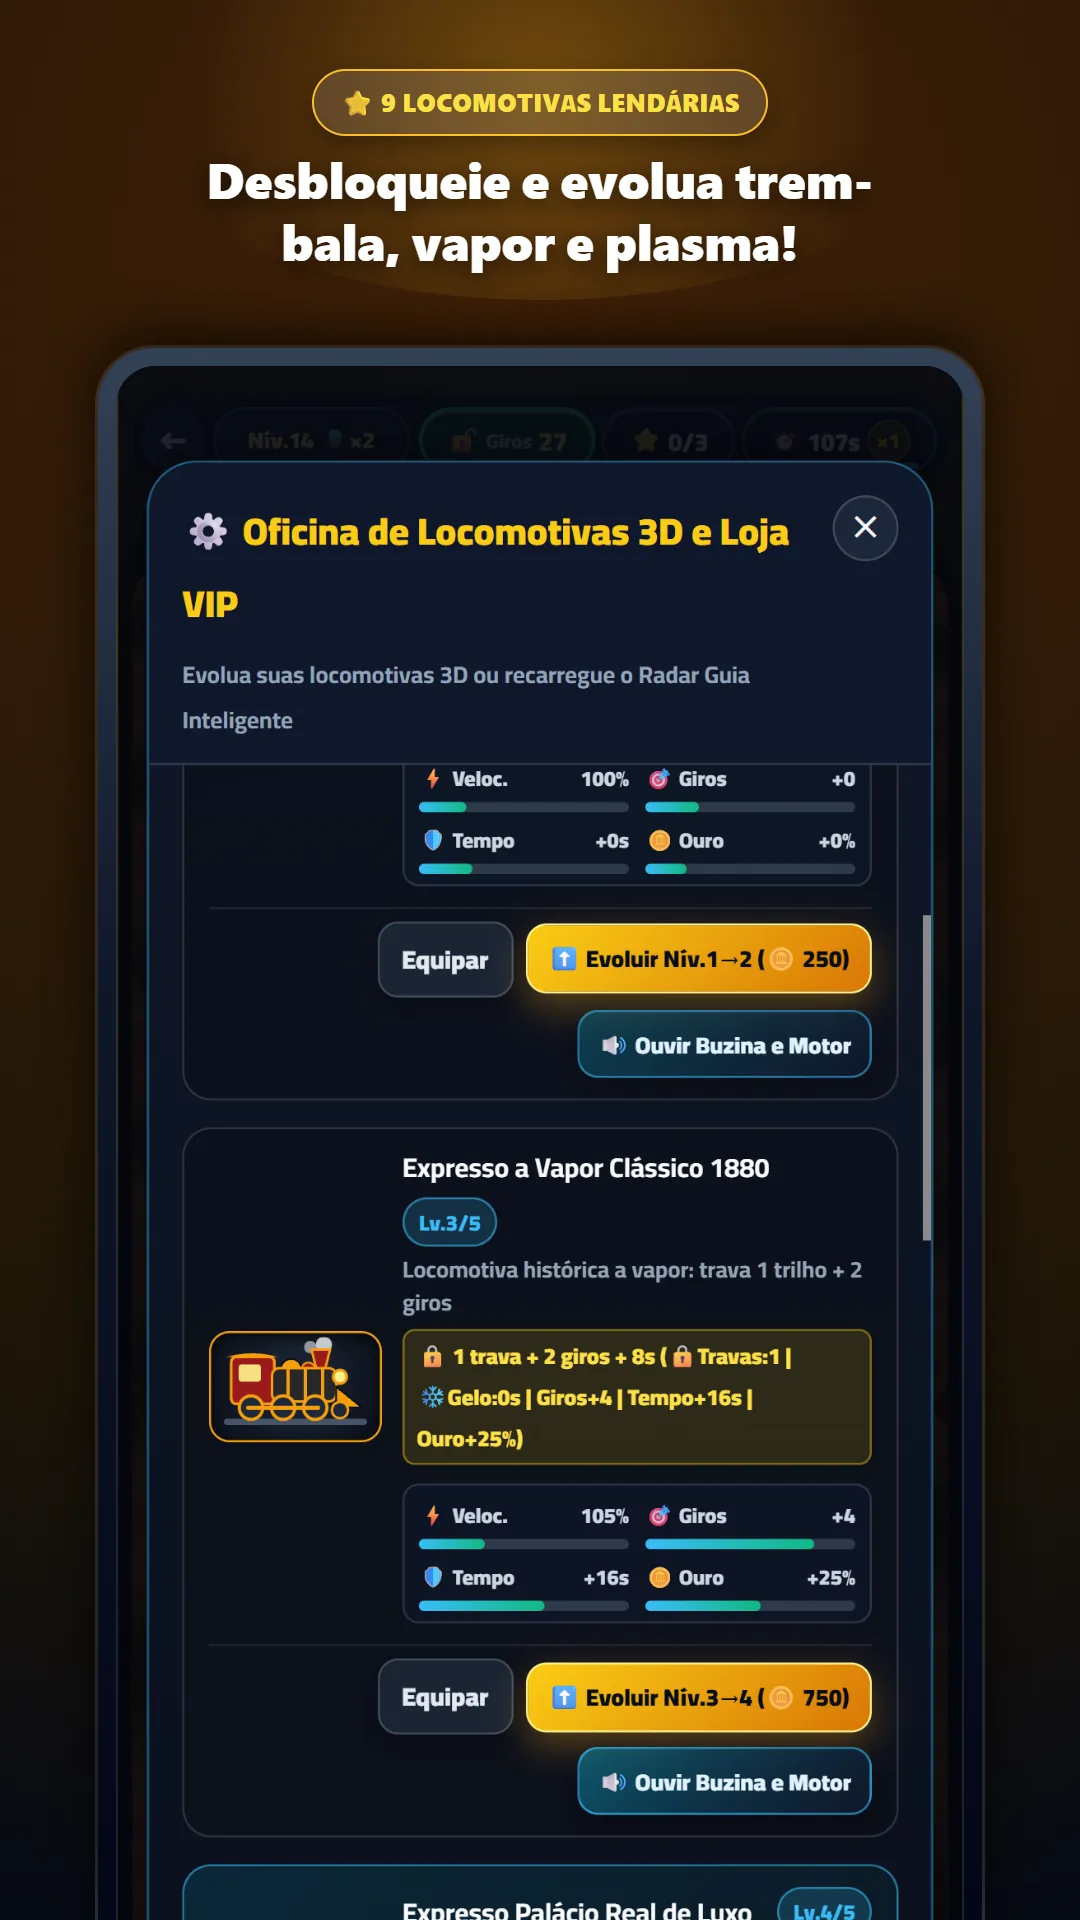 ⭐ 9 LOCOMOTIVAS LENDÁRIAS
Desbloqueie e evolua trem-
bala, vapor e plasma!
← Nív.14 ×2 Giros 27 ⭐ 0/3 107s ×1
⚙️ Oficina de Locomotivas 3D e Loja
VIP
Evolua suas locomotivas 3D ou recarregue o Radar Guia
Inteligente
⚡ Veloc. 100% 🎯 Giros +0
🛡️ Tempo +0s 🪙 Ouro +0%
Equipar
⬆️ Evoluir Nív.1→2 (🪙 250)
🔊 Ouvir Buzina e Motor
Expresso a Vapor Clássico 1880
Lv.3/5
Locomotiva histórica a vapor: trava 1 trilho + 2
giros
🔒 1 trava + 2 giros + 8s (🔒Travas:1 |
❄️Gelo:0s | Giros+4 | Tempo+16s |
Ouro+25%)
⚡ Veloc. 105% 🎯 Giros +4
🛡️ Tempo +16s 🪙 Ouro +25%
Equipar
⬆️ Evoluir Nív.3→4 (🪙 750)
🔊 Ouvir Buzina e Motor
Expresso Palácio Real de Luxo
Lv.4/5